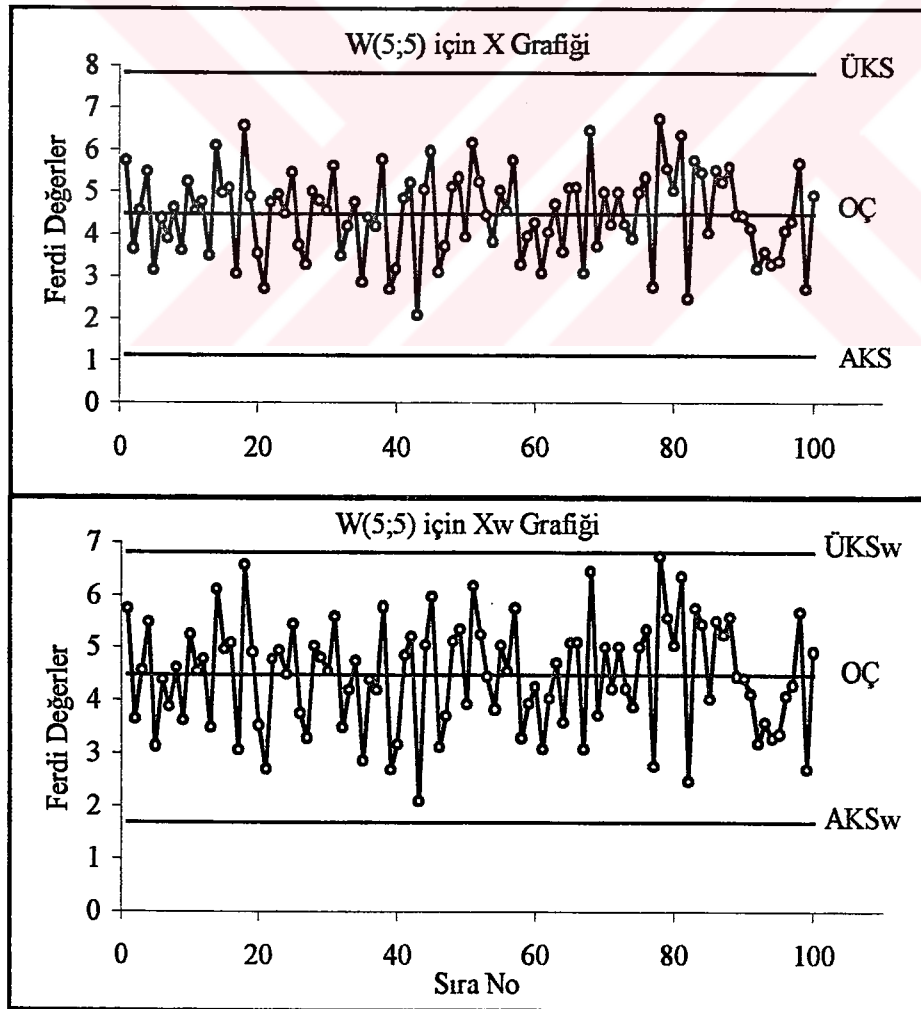 W(5;5) için X Grafiği
8
7
6
5
4
3
2
1
0
Ferdi Değerler
ÜKS
OÇ
AKS
0 20 40 60 80 100
W(5;5) için Xw Grafiği
7
6
5
4
3
2
1
0
Ferdi Değerler
ÜKSw
OÇ
AKSw
0 20 40 60 80 100
Sıra No